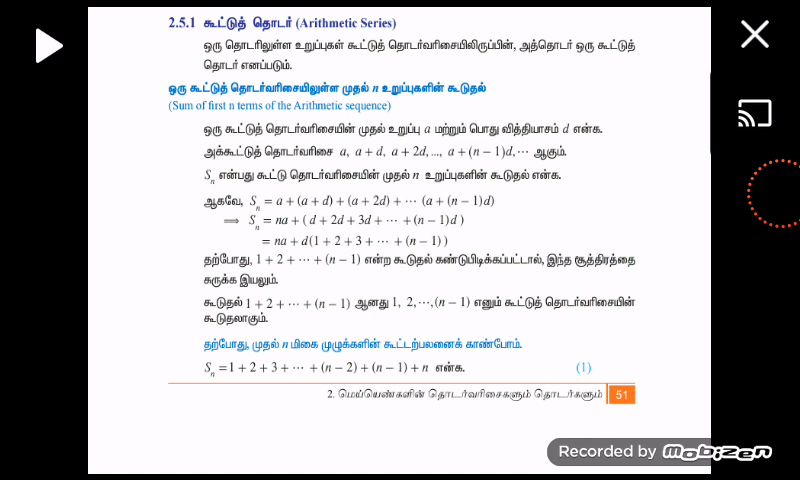 2.5.1 கூட்டுத் தொடர் (Arithmetic Series)
ஒரு தொடரிலுள்ள உறுப்புகள் கூட்டுத் தொடர்வரிசையிலிருப்பின், அத்தொடர் ஒரு கூட்டுத்
தொடர் எனப்படும்.
ஒரு கூட்டுத் தொடர்வரிசையிலுள்ள முதல் n உறுப்புகளின் கூடுதல்
(Sum of first n terms of the Arithmetic sequence)
ஒரு கூட்டுத் தொடர்வரிசையின் முதல் உறுப்பு a மற்றும் பொது வித்தியாசம் d என்க.
அக்கூட்டுத் தொடர்வரிசை a, a + d, a + 2d, ..., a + (n − 1)d, ⋯ ஆகும்.
Sₙ என்பது கூட்டு தொடர்வரிசையின் முதல் n உறுப்புகளின் கூடுதல் என்க.
ஆகவே, Sₙ = a + (a + d) + (a + 2d) + ⋯ (a + (n − 1)d)
⟹ Sₙ = na + (d + 2d + 3d + ⋯ + (n − 1)d)
= na + d(1 + 2 + 3 + ⋯ + (n − 1))
தற்போது, 1 + 2 + ⋯ + (n − 1) என்ற கூடுதல் கண்டுபிடிக்கப்பட்டால், இந்த சூத்திரத்தை
சுருக்க இயலும்.
கூடுதல் 1 + 2 + ⋯ + (n − 1) ஆனது 1, 2, ⋯, (n − 1) எனும் கூட்டுத் தொடர்வரிசையின்
கூடுதலாகும்.
தற்போது, முதல் n மிகை முழுக்களின் கூட்டற்பலனைக் காண்போம்.
Sₙ = 1 + 2 + 3 + ⋯ + (n − 2) + (n − 1) + n என்க. (1)
2. மெய்யெண்களின் தொடர்வரிசைகளும் தொடர்களும் 51
Recorded by mobizen